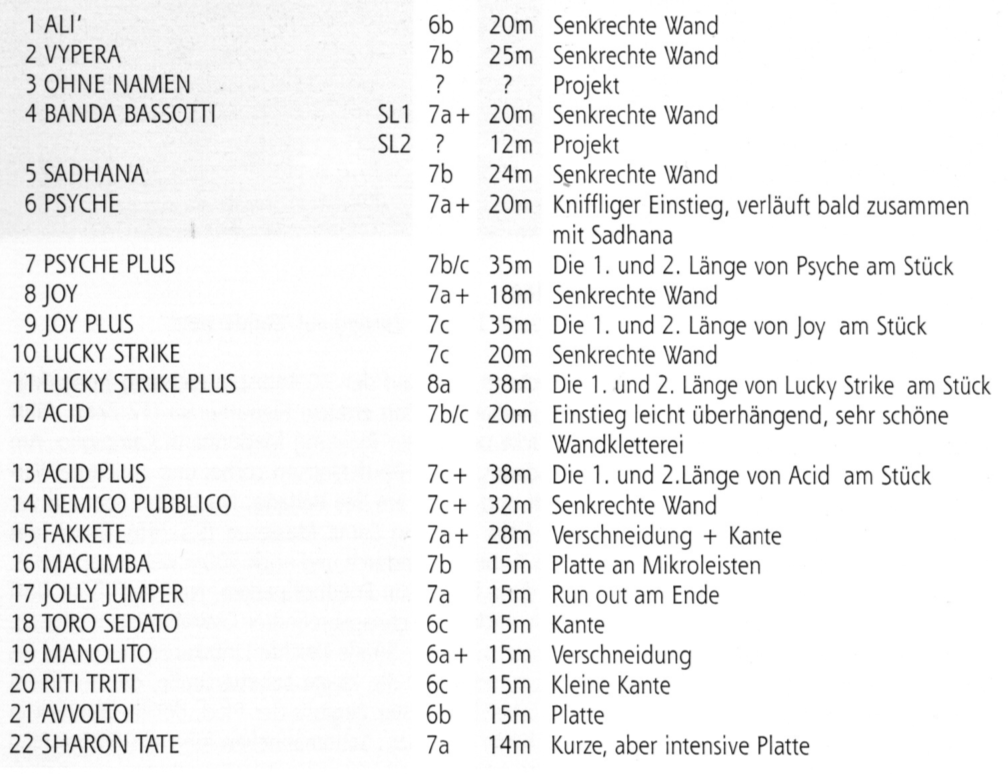 1 ALI' 6b 20m Senkrechte Wand
2 VYPERA 7b 25m Senkrechte Wand
3 OHNE NAMEN ? ? Projekt
4 BANDA BASSOTTI SL1 7a+ 20m Senkrechte Wand
SL2 ? 12m Projekt
5 SADHANA 7b 24m Senkrechte Wand
6 PSYCHE 7a+ 20m Kniffliger Einstieg, verläuft bald zusammen
mit Sadhana
7 PSYCHE PLUS 7b/c 35m Die 1. und 2. Länge von Psyche am Stück
8 JOY 7a+ 18m Senkrechte Wand
9 JOY PLUS 7c 35m Die 1. und 2. Länge von Joy am Stück
10 LUCKY STRIKE 7c 20m Senkrechte Wand
11 LUCKY STRIKE PLUS 8a 38m Die 1. und 2. Länge von Lucky Strike am Stück
12 ACID 7b/c 20m Einstieg leicht überhängend, sehr schöne
Wandkletterei
13 ACID PLUS 7c+ 38m Die 1. und 2.Länge von Acid am Stück
14 NEMICO PUBBLICO 7c+ 32m Senkrechte Wand
15 FAKKETE 7a+ 28m Verschneidung + Kante
16 MACUMBA 7b 15m Platte an Mikroleisten
17 JOLLY JUMPER 7a 15m Run out am Ende
18 TORO SEDATO 6c 15m Kante
19 MANOLITO 6a+ 15m Verschneidung
20 RITI TRITI 6c 15m Kleine Kante
21 AVVOLTOI 6b 15m Platte
22 SHARON TATE 7a 14m Kurze, aber intensive Platte